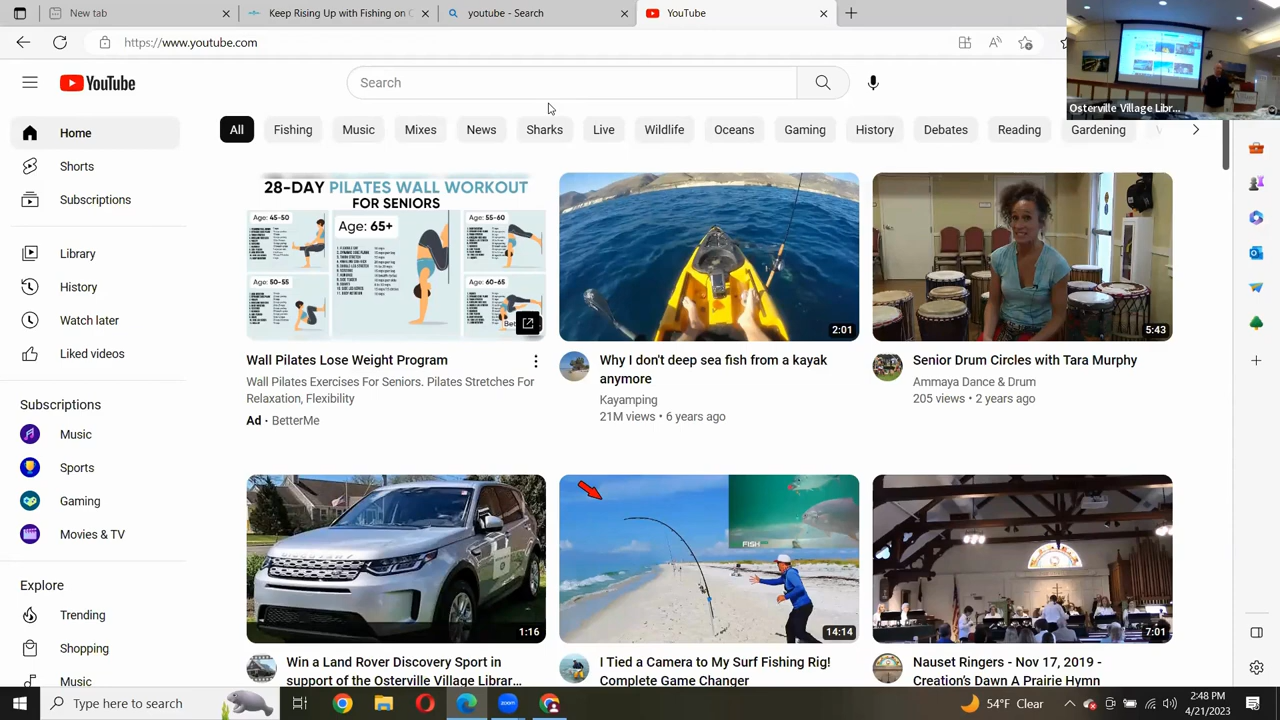 New tab
Keep Rising Up with Fishing on C
youtube - Search
YouTube
https://www.youtube.com
Osterville Village Libr...
YouTube
Search
Home
Shorts
Subscriptions
Library
History
Watch later
Liked videos
Subscriptions
Music
Sports
Gaming
Movies & TV
Explore
Trending
Shopping
Music
All
Fishing
Music
Mixes
News
Sharks
Live
Wildlife
Oceans
Gaming
History
Debates
Reading
Gardening
28-DAY PILATES WALL WORKOUT
FOR SENIORS
Age: 45-50
Age: 65+
Age: 55-60
Age: 50-55
Age: 60-65
Wall Pilates Lose Weight Program
Wall Pilates Exercises For Seniors. Pilates Stretches For
Relaxation, Flexibility
Ad • BetterMe
2:01
Why I don't deep sea fish from a kayak
anymore
Kayamping
21M views • 6 years ago
5:43
Senior Drum Circles with Tara Murphy
Ammaya Dance & Drum
205 views • 2 years ago
DISCOVERY
1:16
Win a Land Rover Discovery Sport in
support of the Osterville Village Librar...
FISH
14:14
I Tied a Camera to My Surf Fishing Rig!
Complete Game Changer
7:01
Nauset Ringers - Nov 17, 2019 -
Creation's Dawn A Prairie Hymn
Type here to search
zoom
54°F Clear
2:48 PM
4/21/2023